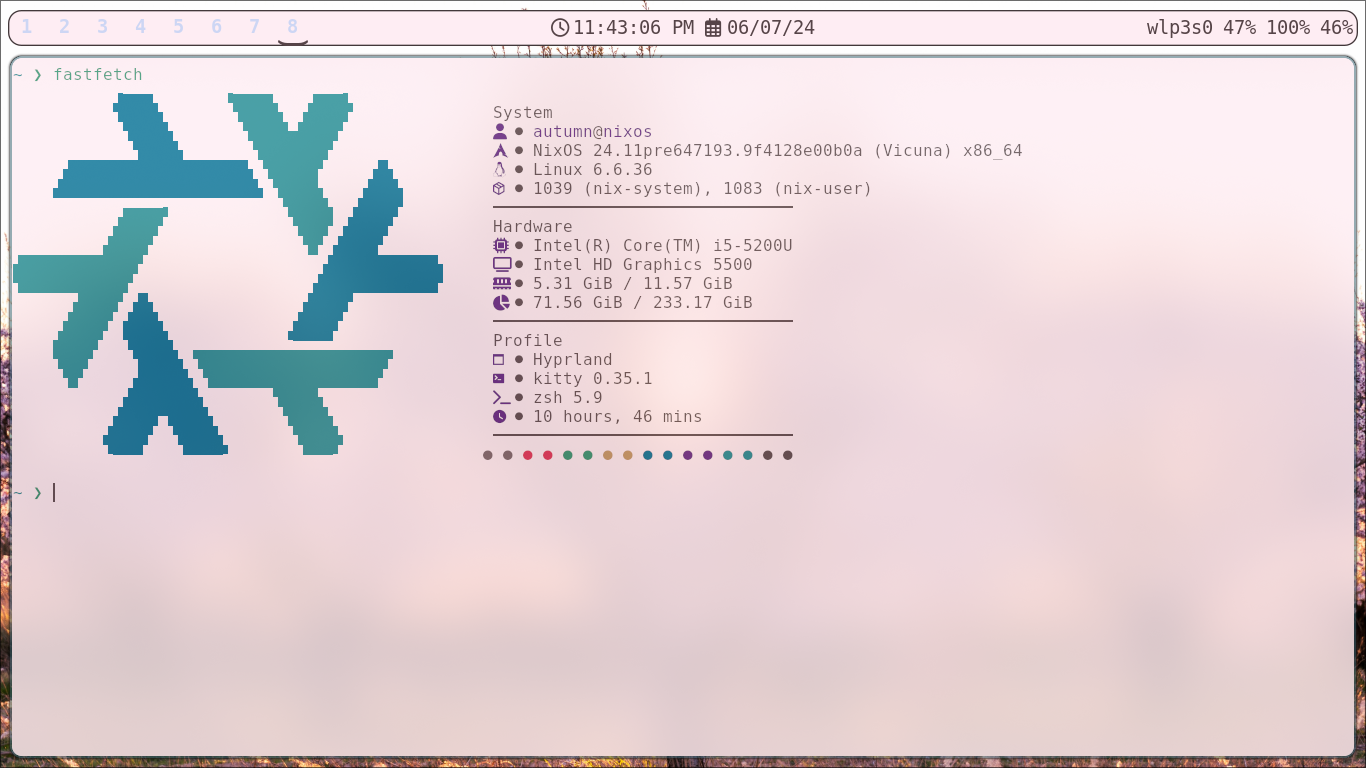 1 2 3 4 5 6 7 8 11:43:06 PM 06/07/24 wlp3s0 47% 100% 46%
~ ❯ fastfetch
System
● autumn@nixos
● NixOS 24.11pre647193.9f4128e00b0a (Vicuna) x86_64
● Linux 6.6.36
● 1039 (nix-system), 1083 (nix-user)
Hardware
● Intel(R) Core(TM) i5-5200U
● Intel HD Graphics 5500
● 5.31 GiB / 11.57 GiB
● 71.56 GiB / 233.17 GiB
Profile
● Hyprland
● kitty 0.35.1
● zsh 5.9
● 10 hours, 46 mins
~ ❯